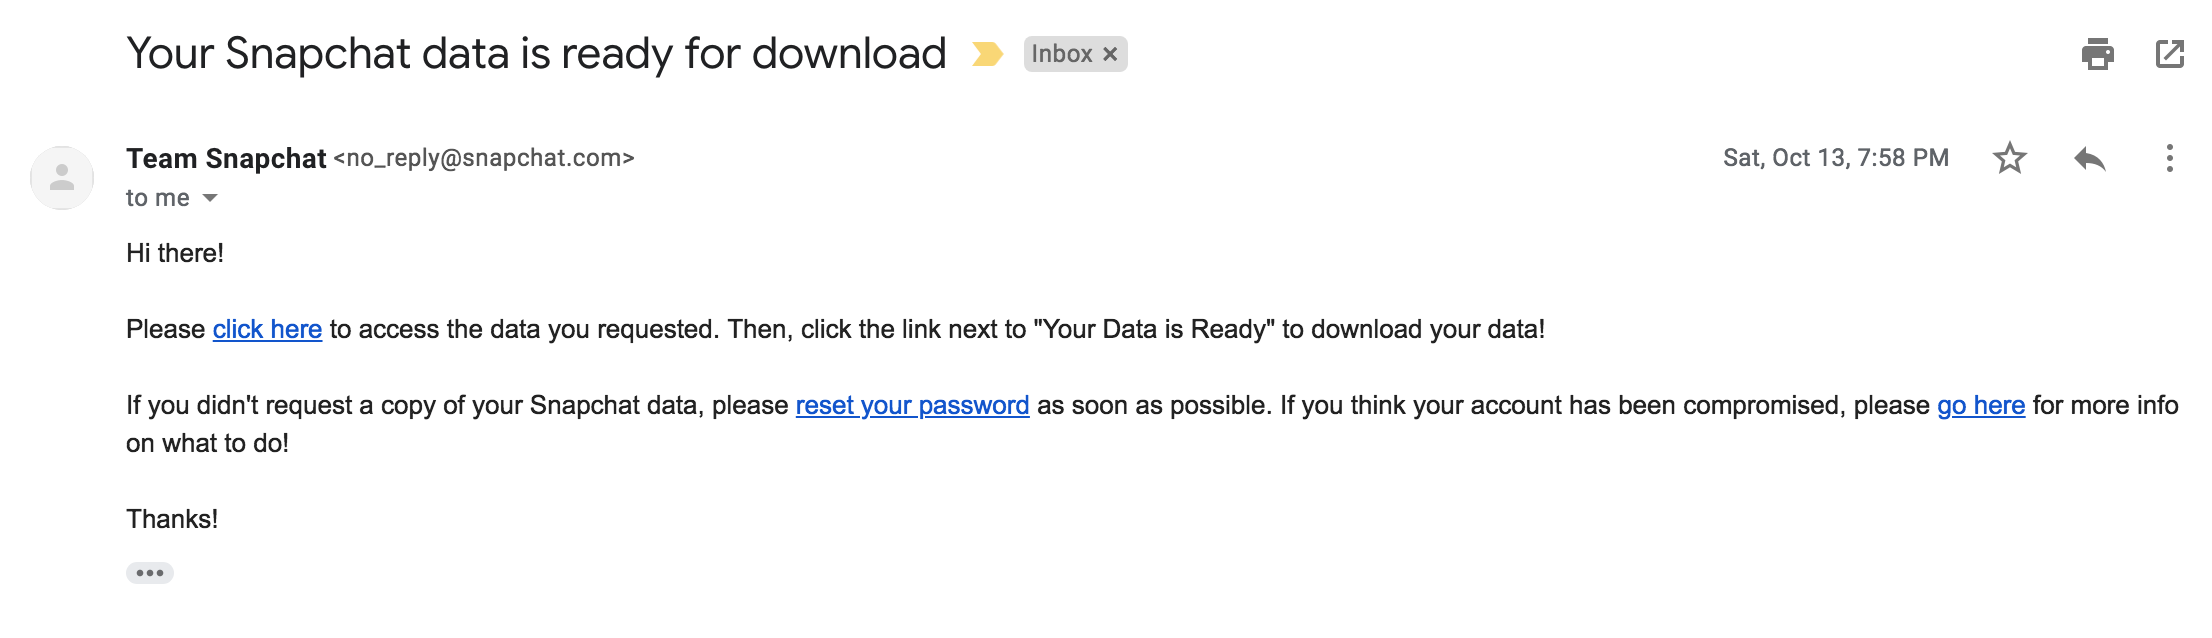 Your Snapchat data is ready for download Inbox ×
Team Snapchat <no_reply@snapchat.com> Sat, Oct 13, 7:58 PM
to me
Hi there!
Please click here to access the data you requested. Then, click the link next to "Your Data is Ready" to download your data!
If you didn't request a copy of your Snapchat data, please reset your password as soon as possible. If you think your account has been compromised, please go here for more info
on what to do!
Thanks!